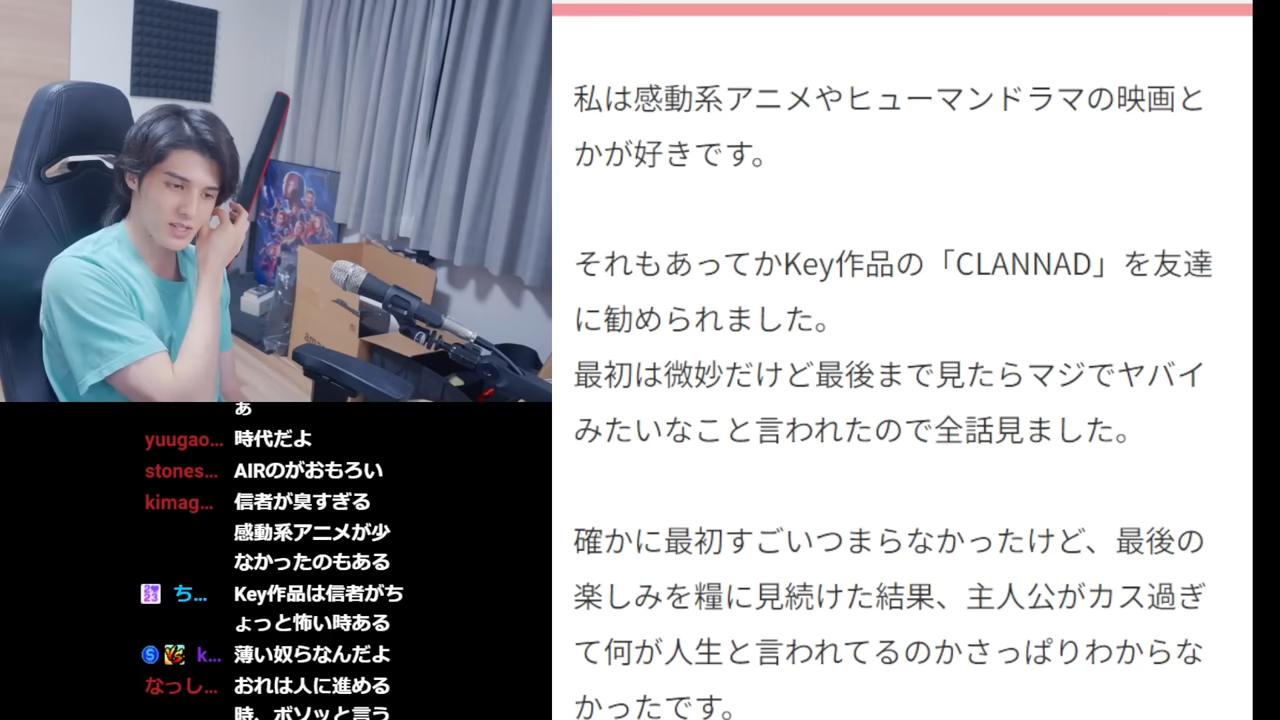 私は感動系アニメやヒューマンドラマの映画と
かが好きです。
それもあってかKey作品の「CLANNAD」を友達
に勧められました。
最初は微妙だけど最後まで見たらマジでヤバイ
みたいなこと言われたので全話見ました。
確かに最初すごいつまらなかったけど、最後の
楽しみを糧に見続けた結果、主人公がカス過ぎ
て何が人生と言われてるのかさっぱりわからな
かったです。
ぁ
yuugao… 時代だよ
stones… AIRのがおもろい
kimag… 信者が臭すぎる
感動系アニメが少
なかったのもある
ち… Key作品は信者がち
ょっと怖い時ある
k… 薄い奴らなんだよ
なっし… おれは人に進める
時、ボソッと言う